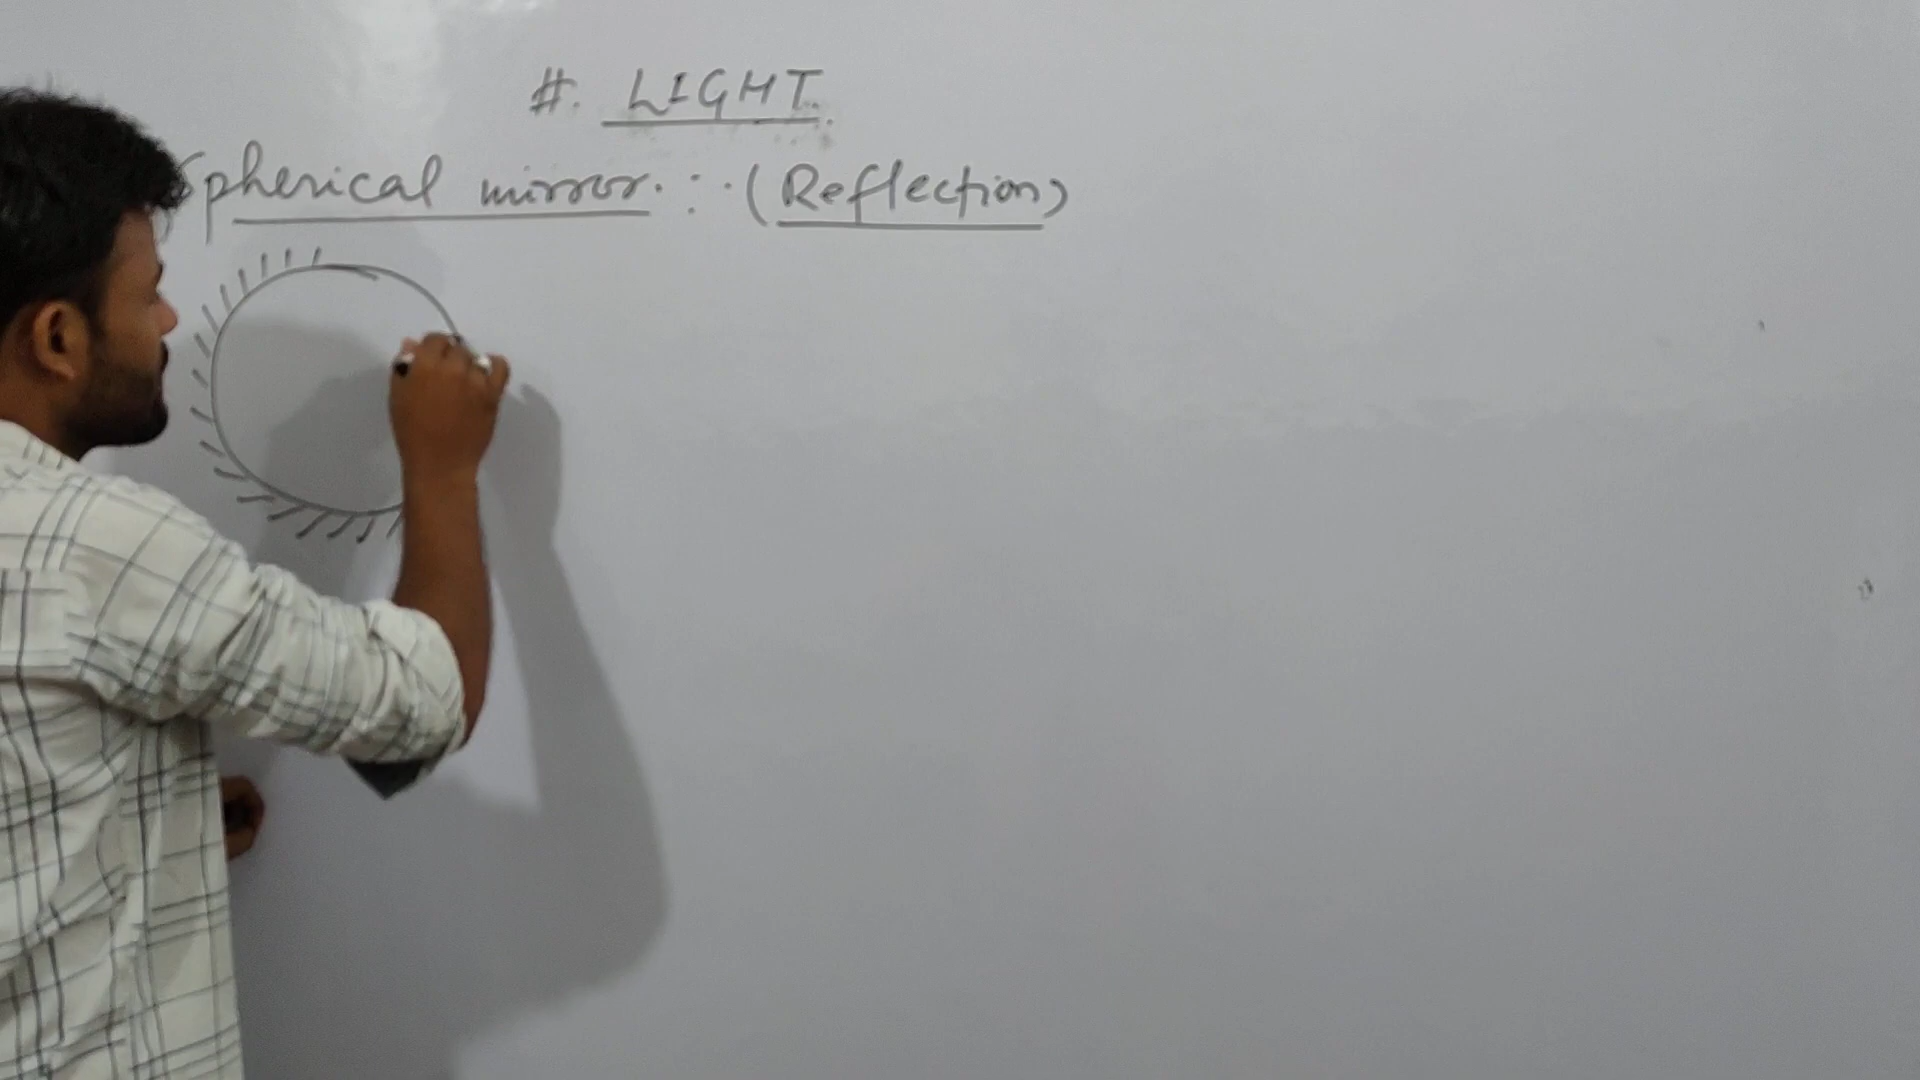 #. LIGHT.
Spherical mirror. : . (Reflection)